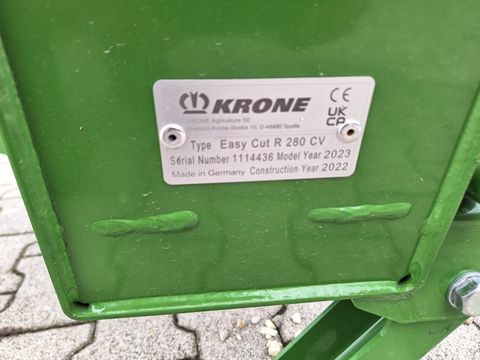 KRONE
CE
UK
CA
KRONE Agriculture SE
Heinrich-Krone-Straße 10, D-48480 Spelle
Type Easy Cut R 280 CV
Serial Number 1114436 Model Year 2023
Made in Germany Construction Year 2022